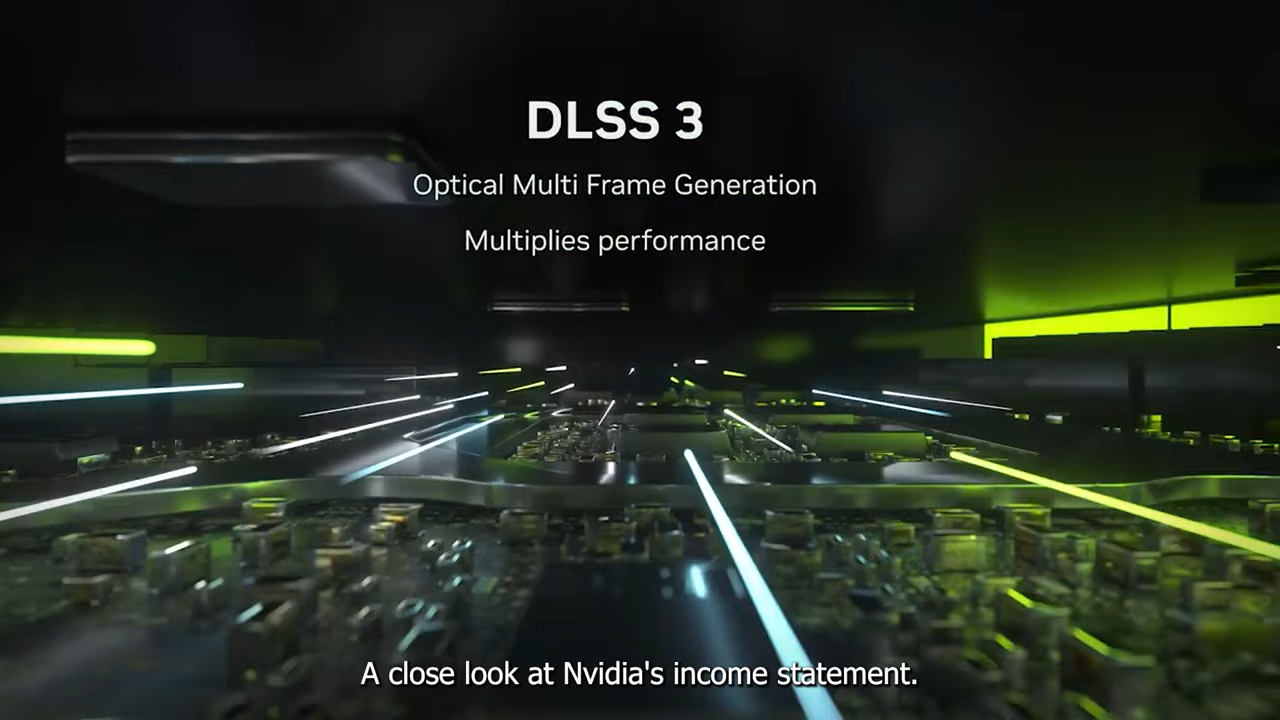 DLSS 3
Optical Multi Frame Generation
Multiplies performance
A close look at Nvidia's income statement.